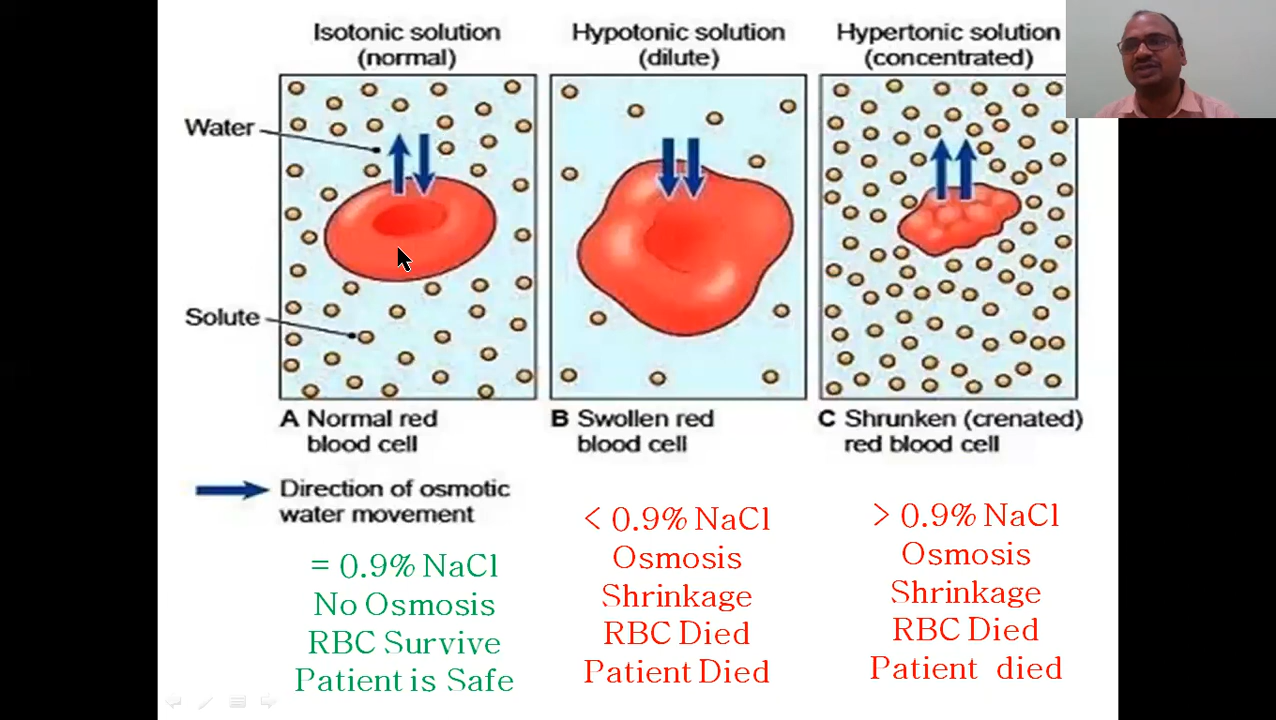 Isotonic solution
(normal)
Hypotonic solution
(dilute)
Hypertonic solution
(concentrated)
Water
Solute
A Normal red
blood cell
B Swollen red
blood cell
C Shrunken (crenated)
red blood cell
Direction of osmotic
water movement
= 0.9% NaCl
No Osmosis
RBC Survive
Patient is Safe
< 0.9% NaCl
Osmosis
Shrinkage
RBC Died
Patient Died
> 0.9% NaCl
Osmosis
Shrinkage
RBC Died
Patient died